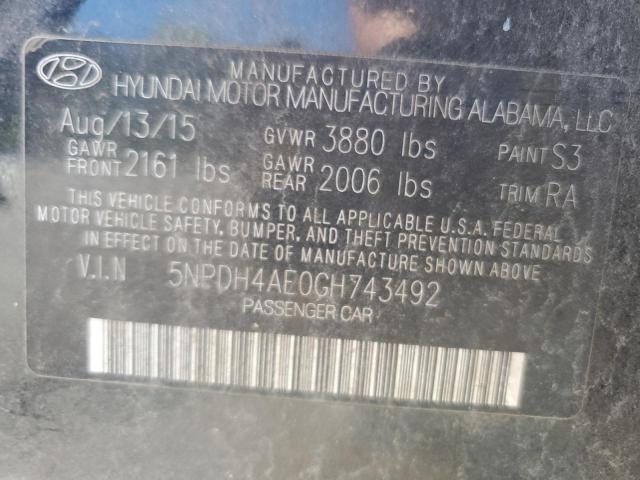 MANUFACTURED BY
HYUNDAI MOTOR MANUFACTURING ALABAMA, LLC
Aug/13/15 GVWR 3880 lbs PAINT S3
GAWR FRONT 2161 lbs GAWR REAR 2006 lbs TRIM RA
THIS VEHICLE CONFORMS TO ALL APPLICABLE U.S.A. FEDERAL
MOTOR VEHICLE SAFETY, BUMPER, AND THEFT PREVENTION STANDARDS
IN EFFECT ON THE DATE OF MANUFACTURE SHOWN ABOVE.
V.I.N 5NPDH4AE0GH743492
PASSENGER CAR